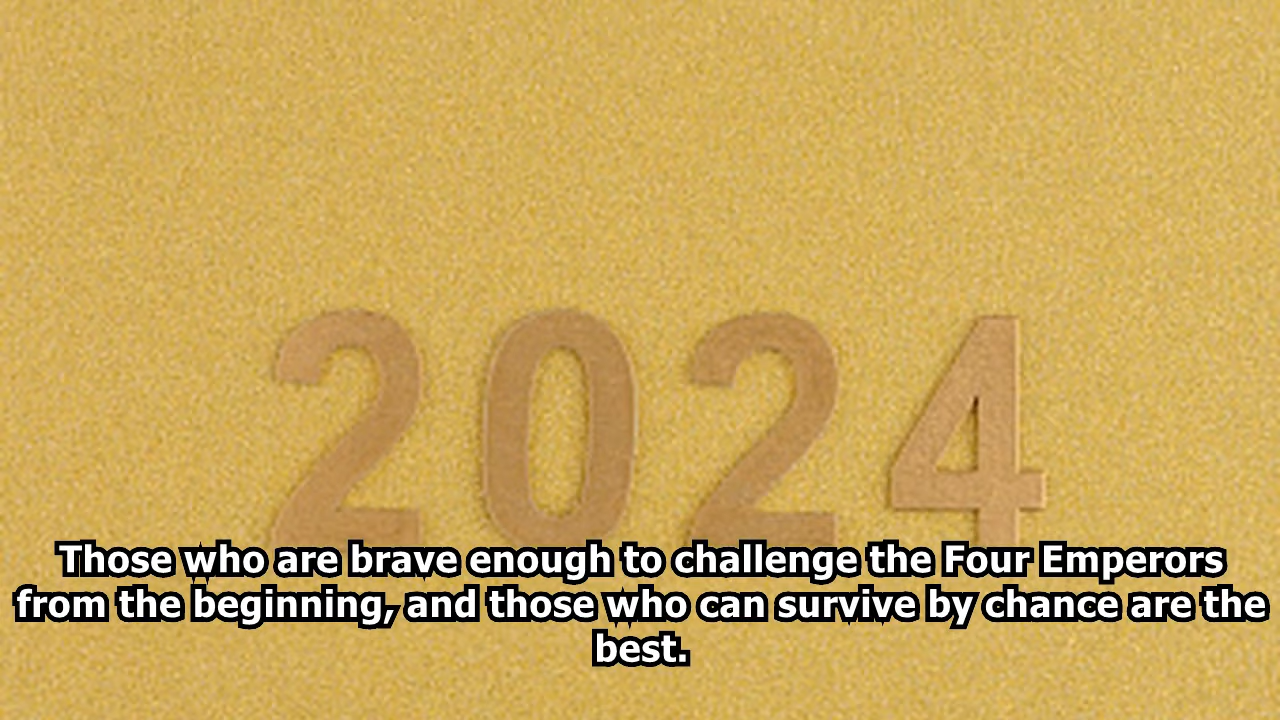 2024
Those who are brave enough to challenge the Four Emperors
from the beginning, and those who can survive by chance are the
best.